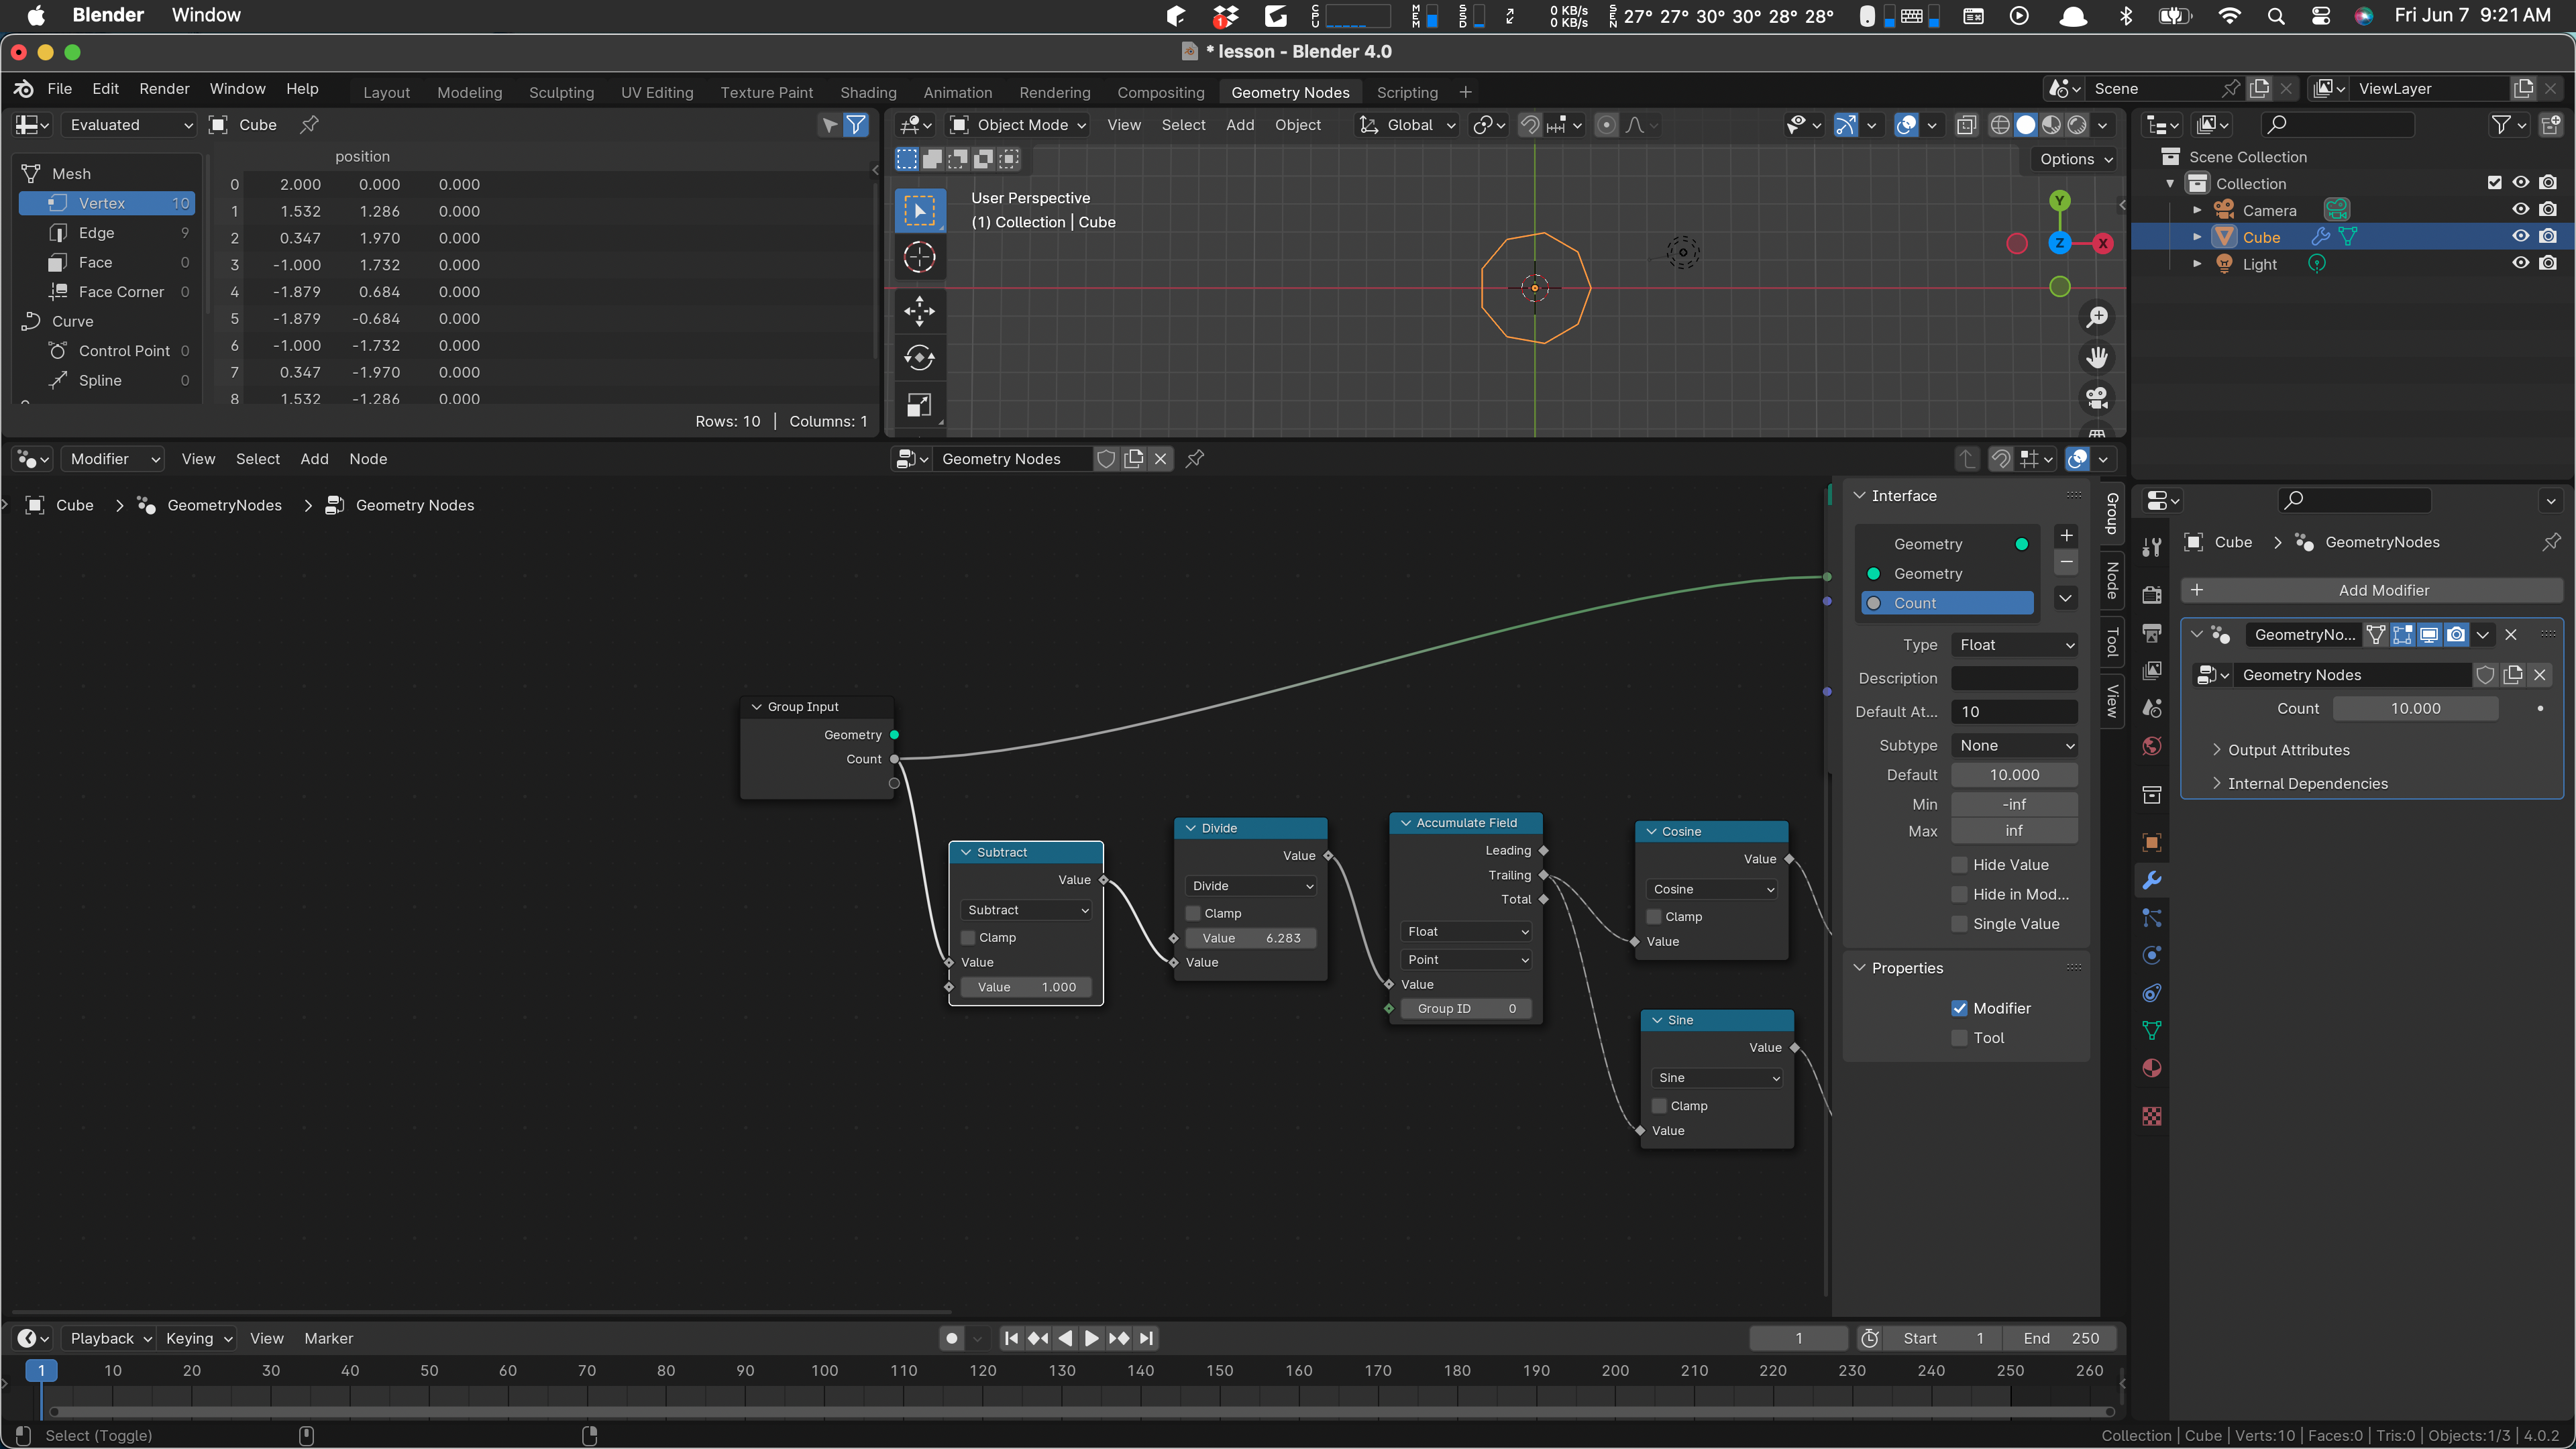 Blender Window
CPU MEM SSD 0 KB/s 0 KB/s SEN 27° 27° 30° 30° 28° 28° Fri Jun 7 9:21 AM
* lesson - Blender 4.0
File Edit Render Window Help Layout Modeling Sculpting UV Editing Texture Paint Shading Animation Rendering Compositing Geometry Nodes Scripting + Scene ViewLayer
Evaluated Cube
position
Mesh
Vertex 10
Edge 9
Face 0
Face Corner 0
Curve
Control Point 0
Spline 0
0 2.000 0.000 0.000
1 1.532 1.286 0.000
2 0.347 1.970 0.000
3 -1.000 1.732 0.000
4 -1.879 0.684 0.000
5 -1.879 -0.684 0.000
6 -1.000 -1.732 0.000
7 0.347 -1.970 0.000
8 1.532 -1.286 0.000
Rows: 10 | Columns: 1
Object Mode View Select Add Object Global
Options
User Perspective
(1) Collection | Cube
Y
Z X
Scene Collection
Collection
Camera
Cube
Light
Modifier View Select Add Node Geometry Nodes
Cube > GeometryNodes > Geometry Nodes
Group Input
Geometry
Count
Subtract
Value
Subtract
Clamp
Value
Value 1.000
Divide
Value
Divide
Clamp
Value 6.283
Value
Accumulate Field
Leading
Trailing
Total
Float
Point
Value
Group ID 0
Cosine
Value
Cosine
Clamp
Value
Sine
Value
Sine
Clamp
Value
Interface
Geometry
Geometry
Count
Type Float
Description
Default At... 10
Subtype None
Default 10.000
Min -inf
Max inf
Hide Value
Hide in Mod...
Single Value
Properties
Modifier
Tool
Group
Node
Tool
View
Cube > GeometryNodes
+ Add Modifier
GeometryNo...
Geometry Nodes
Count 10.000
Output Attributes
Internal Dependencies
Playback Keying View Marker 1 Start 1 End 250
1 10 20 30 40 50 60 70 80 90 100 110 120 130 140 150 160 170 180 190 200 210 220 230 240 250 260
Select (Toggle)
Collection | Cube | Verts:10 | Faces:0 | Tris:0 | Objects:1/3 | 4.0.2